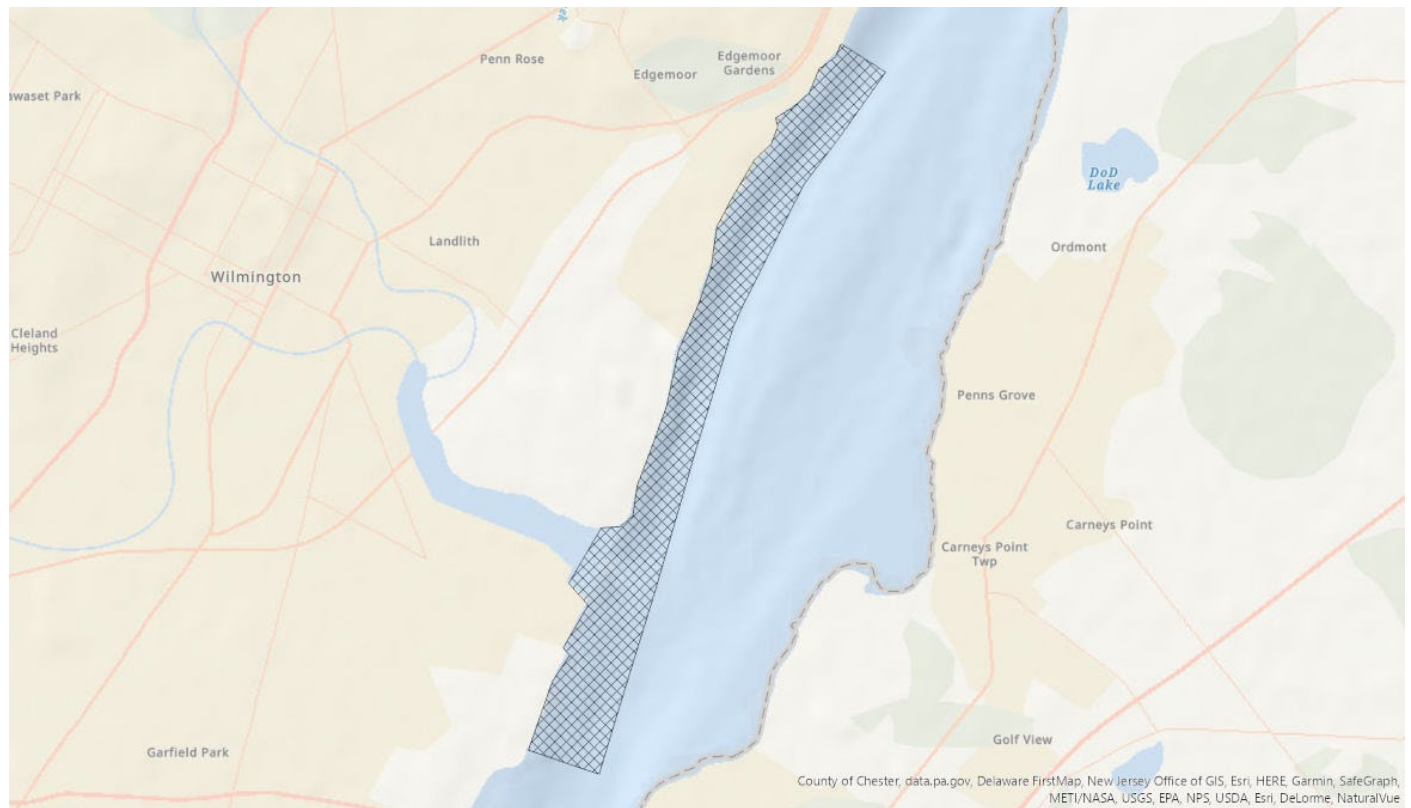 Penn Rose
Edgemoor
Gardens
Edgemoor
awaset Park
DoD
Lake
Landlith
Ordmont
Wilmington
Cleland
Heights
Penns Grove
Carneys Point
Carneys Point
Twp
Golf View
Garfield Park
County of Chester, data.pa.gov, Delaware FirstMap, New Jersey Office of GIS, Esri, HERE, Garmin, SafeGraph,
METI/NASA, USGS, EPA, NPS, USDA, Esri, DeLorme, NaturalVue